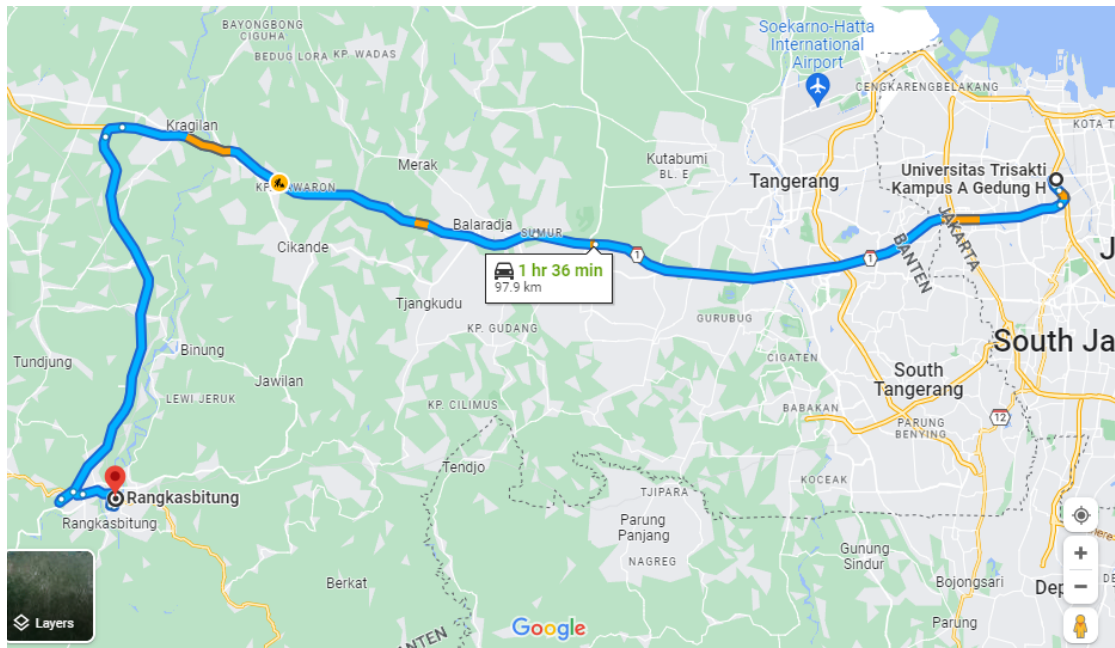 BAYONGBONG
CIGUHA
BEDUG LORA
KP. WADAS
Soekarno-Hatta
International
Airport
CENGKARENGBELAKANG
KOTA T
Kragilan
Merak
Kutabumi
BL. E
Tangerang
Universitas Trisakti
Kampus A Gedung H
Balaradja
SUMUR
Cikande
1
1
BANTEN
JAKARTA
J
1 hr 36 min
97.9 km
Tjangkudu
KP. GUDANG
GURUBUG
South Ja
Tundjung
Binung
Jawilan
LEWI JERUK
CIGATEN
South
Tangerang
KP. CILIMUS
BABAKAN
PARUNG
BENYING
12
Tendjo
KOCEAK
Rangkasbitung
Rangkasbitung
TJIPARA
Parung
Panjang
NAGREG
Gunung
Sindur
Berkat
Bojongsari
Dep
Parung
BANTEN
Layers
Google